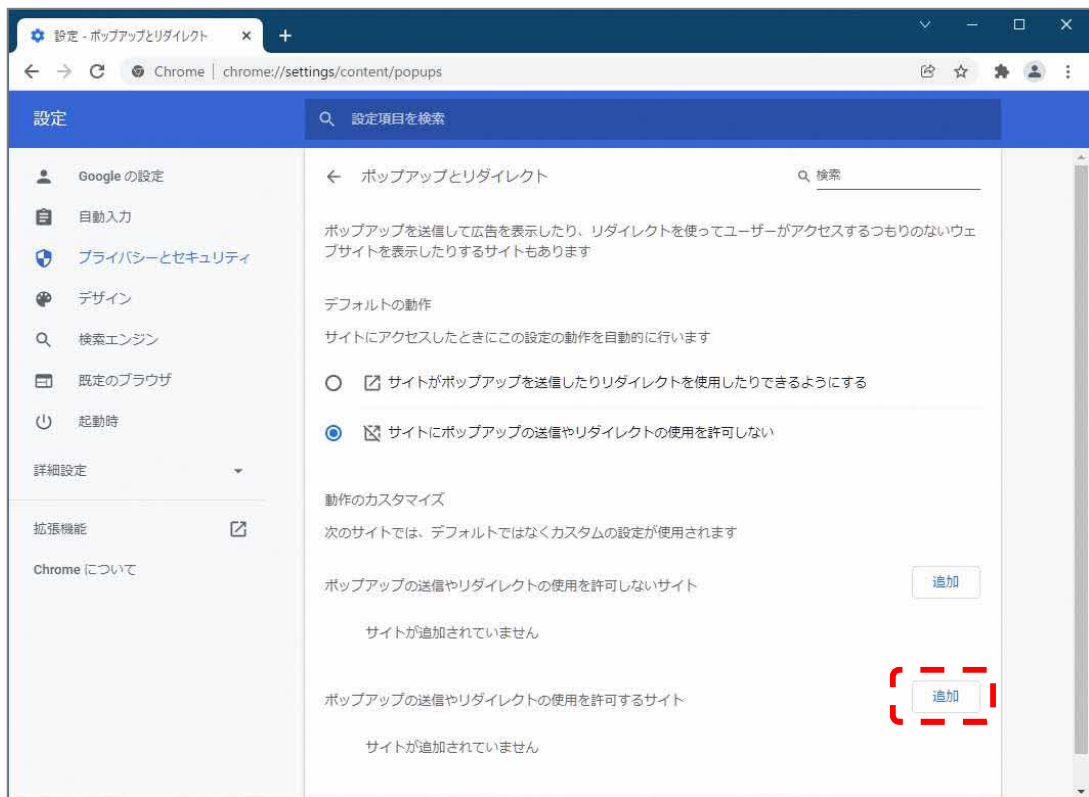 設定 - ポップアップとリダイレクト
Chrome | chrome://settings/content/popups
設定
設定項目を検索
Google の設定
自動入力
プライバシーとセキュリティ
デザイン
検索エンジン
既定のブラウザ
起動時
詳細設定
拡張機能
Chrome について
ポップアップとリダイレクト
検索
ポップアップを送信して広告を表示したり、リダイレクトを使ってユーザーがアクセスするつもりのないウェ
ブサイトを表示したりするサイトもあります
デフォルトの動作
サイトにアクセスしたときにこの設定の動作を自動的に行います
サイトがポップアップを送信したりリダイレクトを使用したりできるようにする
サイトにポップアップの送信やリダイレクトの使用を許可しない
動作のカスタマイズ
次のサイトでは、デフォルトではなくカスタムの設定が使用されます
ポップアップの送信やリダイレクトの使用を許可しないサイト
追加
サイトが追加されていません
ポップアップの送信やリダイレクトの使用を許可するサイト
追加
サイトが追加されていません